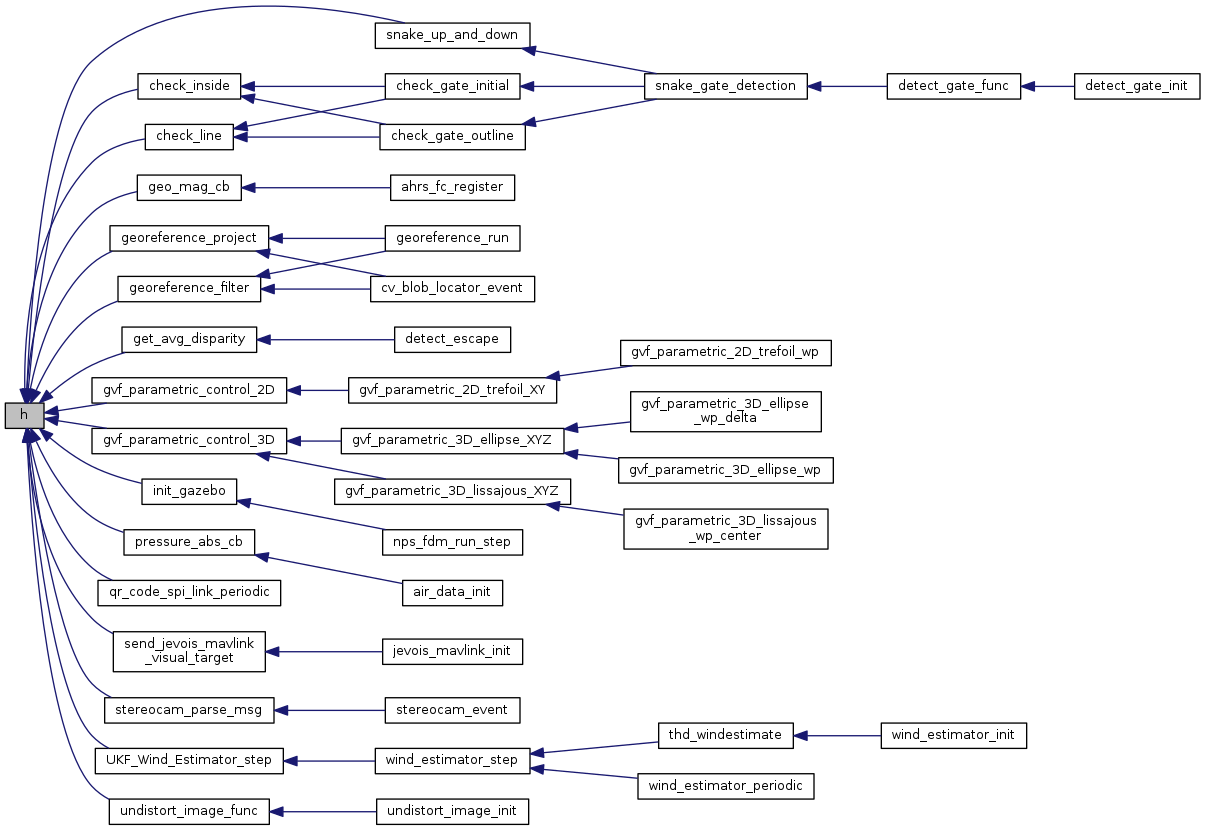 snake_up_and_down
check_inside
check_gate_initial
snake_gate_detection
detect_gate_func
detect_gate_init
check_line
check_gate_outline
geo_mag_cb
ahrs_fc_register
georeference_project
georeference_run
georeference_filter
cv_blob_locator_event
get_avg_disparity
detect_escape
gvf_parametric_2D_trefoil_wp
gvf_parametric_control_2D
gvf_parametric_2D_trefoil_XY
h
gvf_parametric_3D_ellipse
_wp_delta
gvf_parametric_control_3D
gvf_parametric_3D_ellipse_XYZ
gvf_parametric_3D_ellipse_wp
init_gazebo
gvf_parametric_3D_lissajous_XYZ
gvf_parametric_3D_lissajous
_wp_center
pressure_abs_cb
nps_fdm_run_step
qr_code_spi_link_periodic
air_data_init
send_jevois_mavlink
_visual_target
jevois_mavlink_init
stereocam_parse_msg
stereocam_event
thd_windestimate
wind_estimator_init
UKF_Wind_Estimator_step
wind_estimator_step
wind_estimator_periodic
undistort_image_func
undistort_image_init